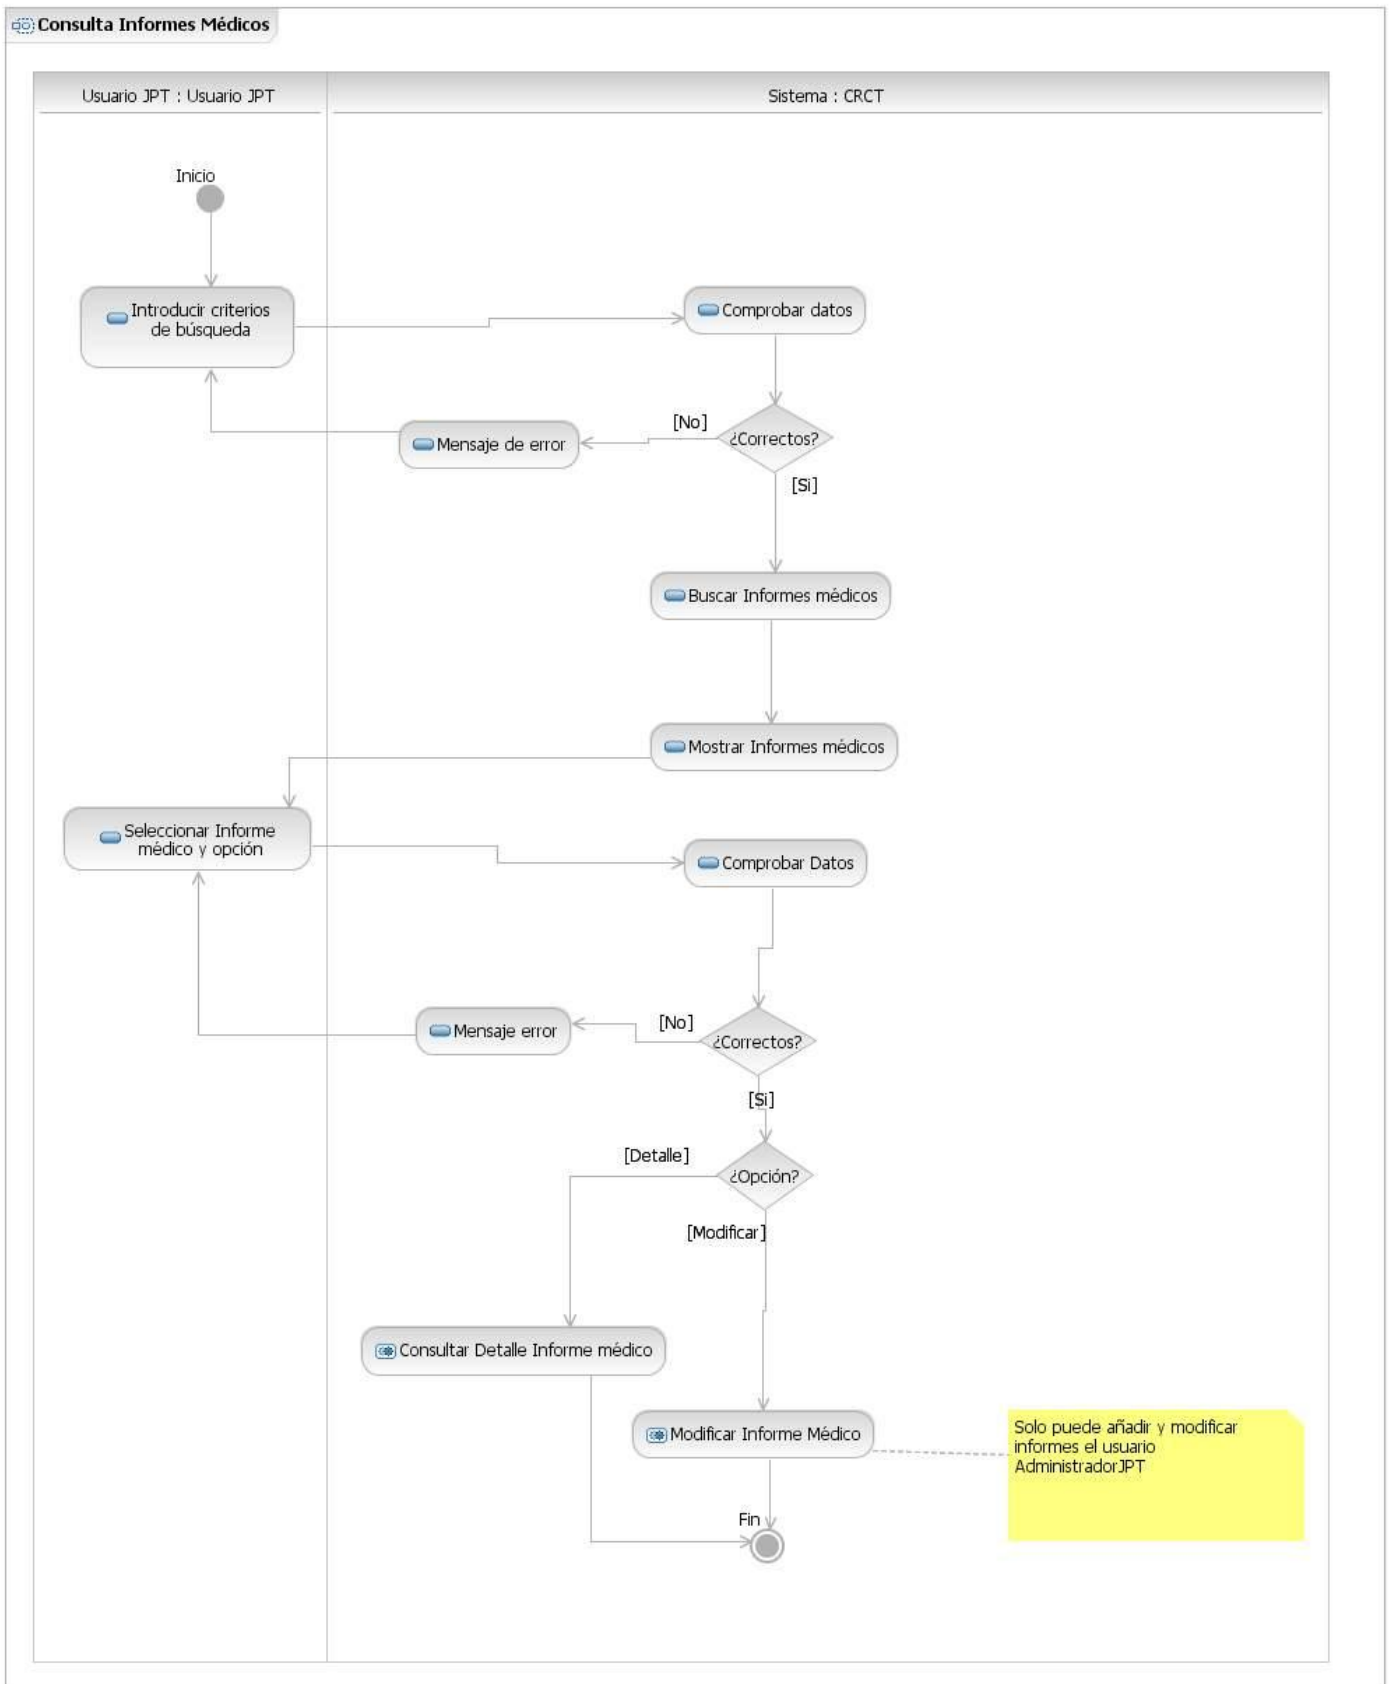 Consulta Informes Médicos
Usuario JPT : Usuario JPT
Sistema : CRCT
Inicio
Introducir criterios
de búsqueda
Comprobar datos
[No]
¿Correctos?
Mensaje de error
[Si]
Buscar Informes médicos
Mostrar Informes médicos
Seleccionar Informe
médico y opción
Comprobar Datos
[No]
Mensaje error
¿Correctos?
[Si]
[Detalle]
¿Opción?
[Modificar]
Consultar Detalle Informe médico
Modificar Informe Médico
Solo puede añadir y modificar
informes el usuario
AdministradorJPT
Fin